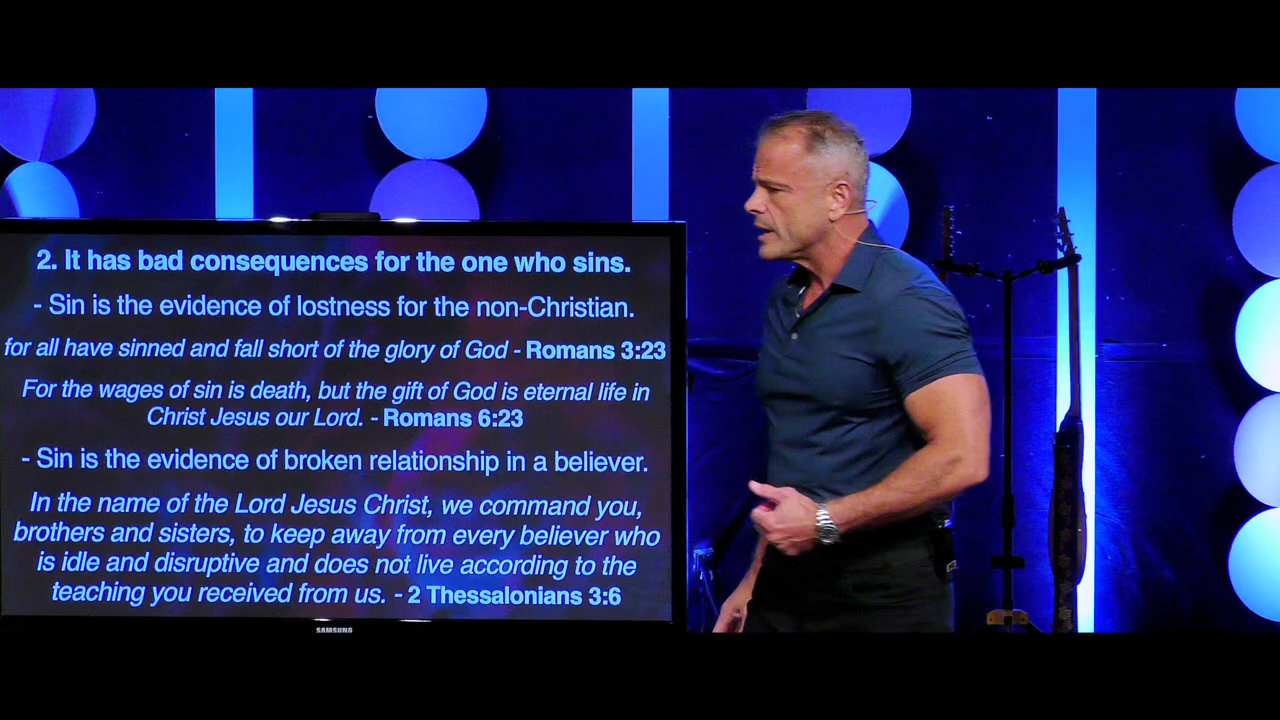 2. It has bad consequences for the one who sins.
- Sin is the evidence of lostness for the non-Christian.
for all have sinned and fall short of the glory of God - Romans 3:23
For the wages of sin is death, but the gift of God is eternal life in
Christ Jesus our Lord. - Romans 6:23
- Sin is the evidence of broken relationship in a believer.
In the name of the Lord Jesus Christ, we command you,
brothers and sisters, to keep away from every believer who
is idle and disruptive and does not live according to the
teaching you received from us. - 2 Thessalonians 3:6
SAMSUNG